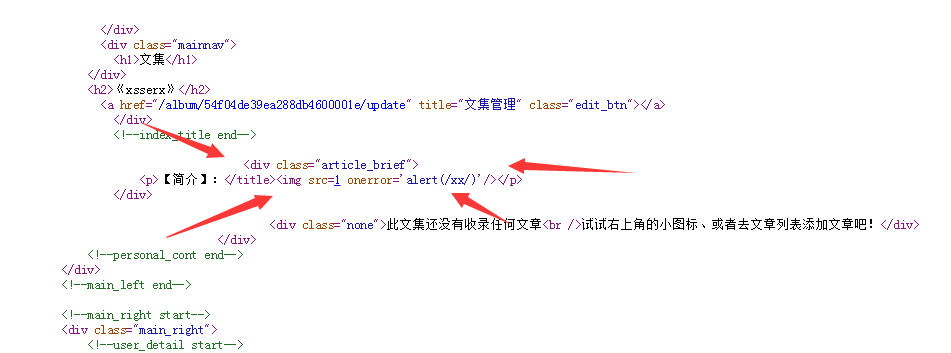 </div>
<div class="mainnav">
<h1>文集</h1>
</div>
<h2>《xsserx》</h2>
<a href="/album/54f04de39ea288db4600001e/update" title="文集管理" class="edit_btn"></a>
</div>
<!--index_title end-->
<div class="article_brief">
<p>【简介】：</title><img src=1 onerror='alert(/xx/)'/></p>
</div>
<div class="none">此文集还没有收录任何文章<br />试试右上角的小图标、或者去文章列表添加文章吧！</div>
</div>
<!--personal_cont end-->
</div>
<!--main_left end-->
<!--main_right start-->
<div class="main_right">
<!--user_detail start-->